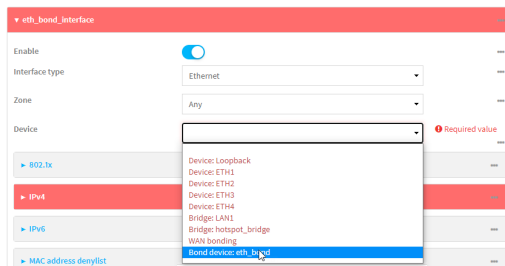 eth_bond_interface
Enable
Interface type
Ethernet
Zone
Any
Device
Required value
Device: Loopback
Device: ETH1
Device: ETH2
Device: ETH3
Device: ETH4
Bridge: LAN1
Bridge: hotspot_bridge
WAN bonding
Bond device: eth_bond
802.1x
IPv4
IPv6
MAC address denylist